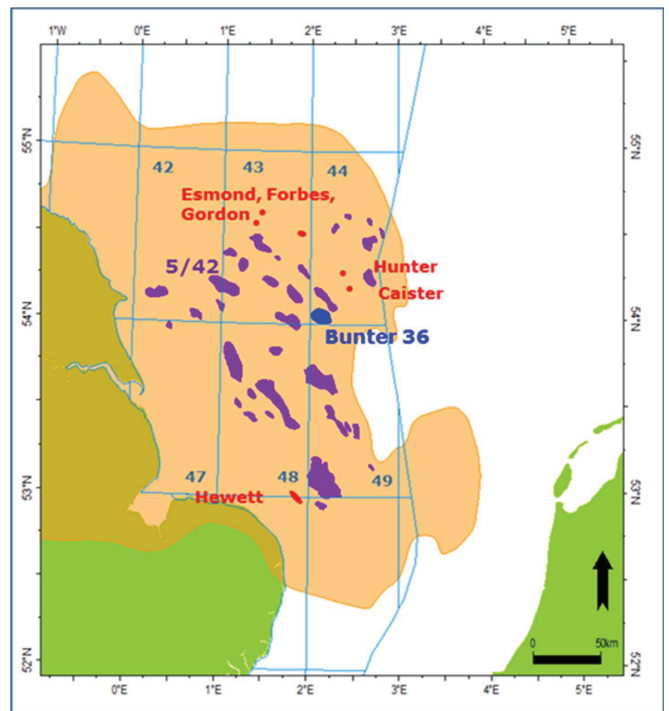 1°W 0°E 1°E 2°E 3°E 4°E 5°E
55°N 55°N
42 43 44
Esmond, Forbes,
Gordon
5/42
Hunter
Caister
54°N 54°N
Bunter 36
47 48 49
Hewett
53°N 53°N
0 50km
52°N 52°N
0°E 1°E 2°E 3°E 4°E 5°E